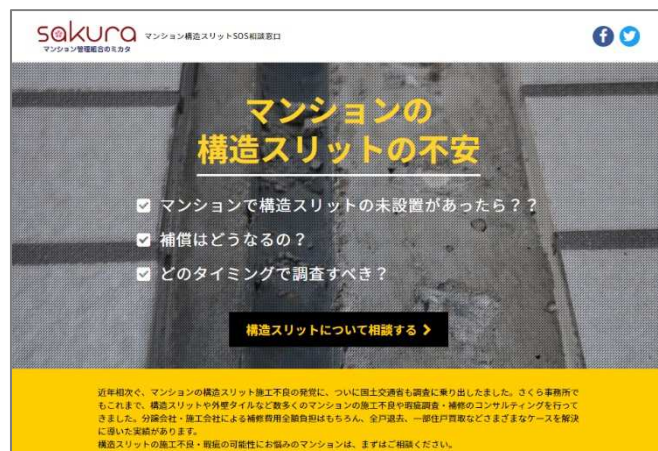 sakura
マンション管理組合のミカタ
マンション構造スリットSOS相談窓口
マンションの
構造スリットの不安
マンションで構造スリットの未設置があったら？？
補償はどうなるの？
どのタイミングで調査すべき？
構造スリットについて相談する
近年相次ぐ、マンションの構造スリット施工不良の発覚に、ついに国土交通省も調査に乗り出したました。さくら事務所で
もこれまで、構造スリットや外壁タイルなど数多くのマンションの施工不良や瑕疵調査・補修のコンサルティングを行って
きました。分譲会社・施工会社による補修費用全額負担はもちろん、全戸退去、一部住戸買取などさまざまなケースを解決
に導いた実績があります。
構造スリットの施工不良・瑕疵の可能性にお悩みのマンションは、まずはご相談ください。